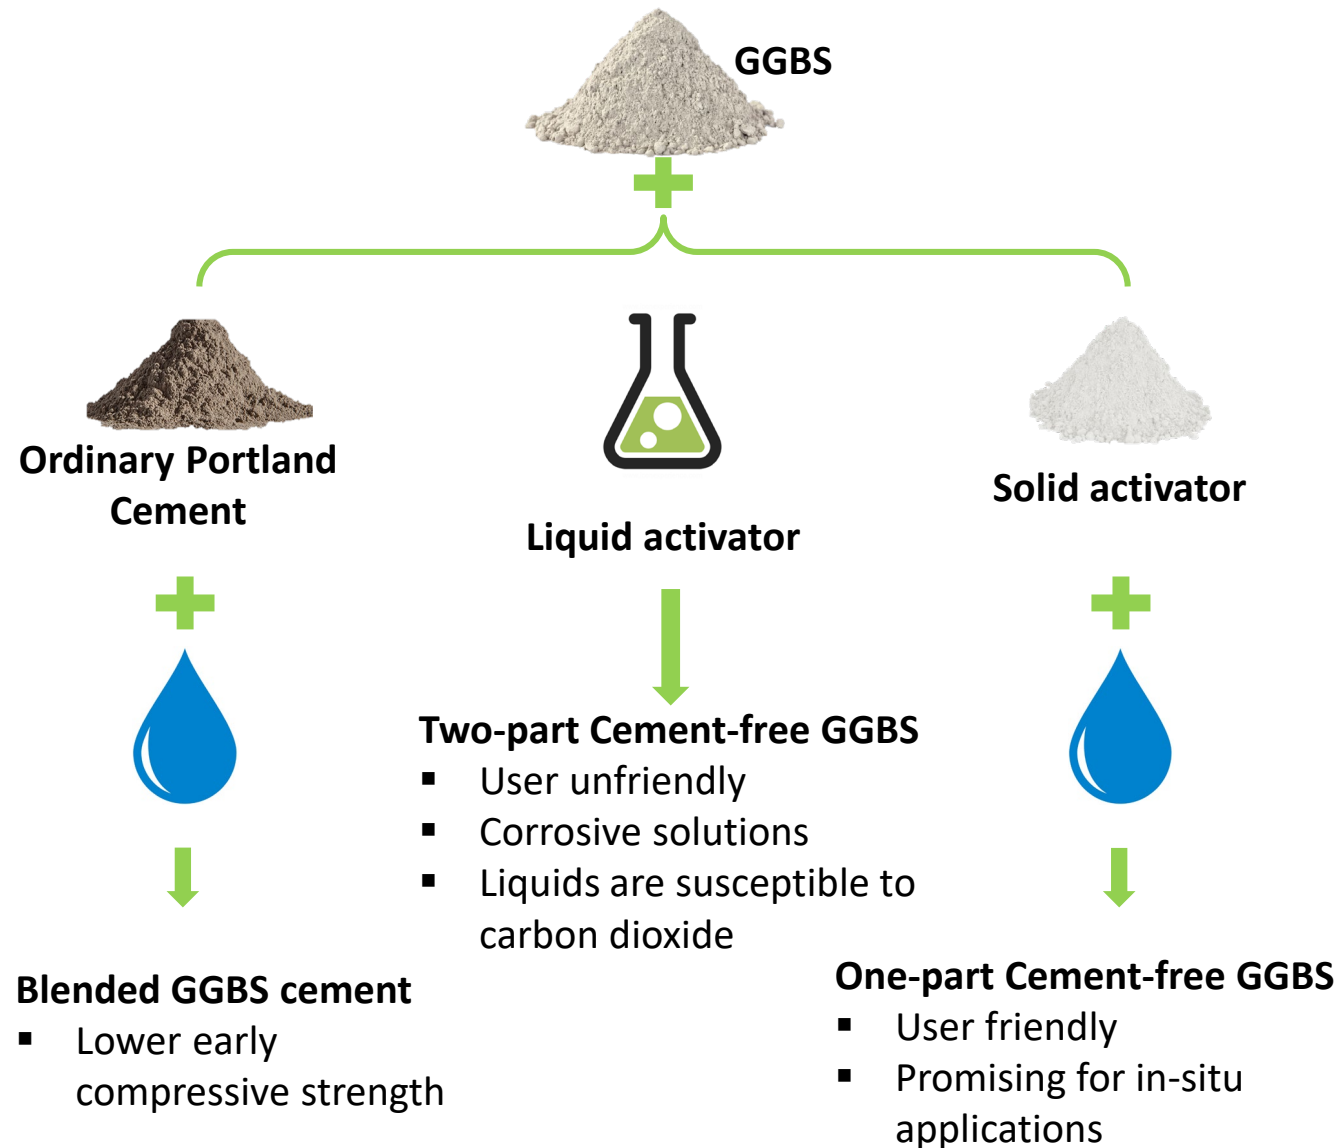 GGBS
Ordinary Portland
Cement
Liquid activator
Solid activator
Two-part Cement-free GGBS
▪ User unfriendly
▪ Corrosive solutions
▪ Liquids are susceptible to
carbon dioxide
Blended GGBS cement
▪ Lower early
compressive strength
One-part Cement-free GGBS
▪ User friendly
▪ Promising for in-situ
applications